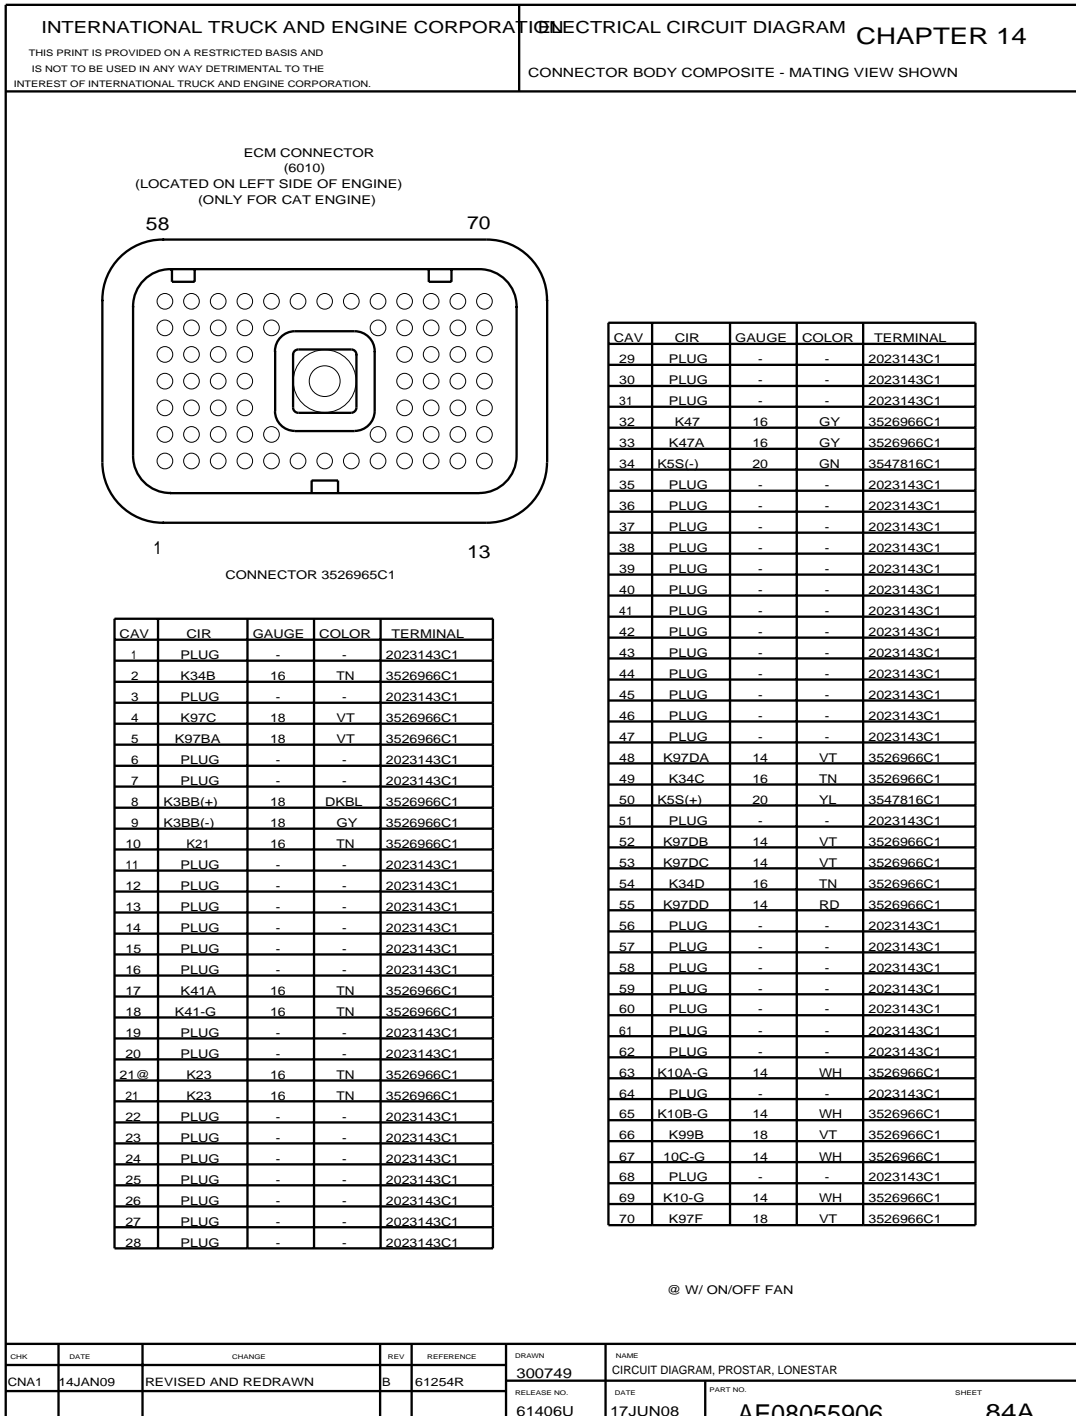 INTERNATIONAL TRUCK AND ENGINE CORPORATION
THIS PRINT IS PROVIDED ON A RESTRICTED BASIS AND
IS NOT TO BE USED IN ANY WAY DETRIMENTAL TO THE
INTEREST OF INTERNATIONAL TRUCK AND ENGINE CORPORATION.
ELECTRICAL CIRCUIT DIAGRAM CHAPTER 14
CONNECTOR BODY COMPOSITE - MATING VIEW SHOWN
ECM CONNECTOR
(6010)
(LOCATED ON LEFT SIDE OF ENGINE)
(ONLY FOR CAT ENGINE)
58 70
1 13
CONNECTOR 3526965C1
CAV CIR GAUGE COLOR TERMINAL
1 PLUG - - 2023143C1
2 K34B 16 TN 3526966C1
3 PLUG - - 2023143C1
4 K97C 18 VT 3526966C1
5 K97BA 18 VT 3526966C1
6 PLUG - - 2023143C1
7 PLUG - - 2023143C1
8 K3BB(+) 18 DKBL 3526966C1
9 K3BB(-) 18 GY 3526966C1
10 K21 16 TN 3526966C1
11 PLUG - - 2023143C1
12 PLUG - - 2023143C1
13 PLUG - - 2023143C1
14 PLUG - - 2023143C1
15 PLUG - - 2023143C1
16 PLUG - - 2023143C1
17 K41A 16 TN 3526966C1
18 K41-G 16 TN 3526966C1
19 PLUG - - 2023143C1
20 PLUG - - 2023143C1
21@ K23 16 TN 3526966C1
21 K23 16 TN 3526966C1
22 PLUG - - 2023143C1
23 PLUG - - 2023143C1
24 PLUG - - 2023143C1
25 PLUG - - 2023143C1
26 PLUG - - 2023143C1
27 PLUG - - 2023143C1
28 PLUG - - 2023143C1
CAV CIR GAUGE COLOR TERMINAL
29 PLUG - - 2023143C1
30 PLUG - - 2023143C1
31 PLUG - - 2023143C1
32 K47 16 GY 3526966C1
33 K47A 16 GY 3526966C1
34 K5S(-) 20 GN 3547816C1
35 PLUG - - 2023143C1
36 PLUG - - 2023143C1
37 PLUG - - 2023143C1
38 PLUG - - 2023143C1
39 PLUG - - 2023143C1
40 PLUG - - 2023143C1
41 PLUG - - 2023143C1
42 PLUG - - 2023143C1
43 PLUG - - 2023143C1
44 PLUG - - 2023143C1
45 PLUG - - 2023143C1
46 PLUG - - 2023143C1
47 PLUG - - 2023143C1
48 K97DA 14 VT 3526966C1
49 K34C 16 TN 3526966C1
50 K5S(+) 20 YL 3547816C1
51 PLUG - - 2023143C1
52 K97DB 14 VT 3526966C1
53 K97DC 14 VT 3526966C1
54 K34D 16 TN 3526966C1
55 K97DD 14 RD 3526966C1
56 PLUG - - 2023143C1
57 PLUG - - 2023143C1
58 PLUG - - 2023143C1
59 PLUG - - 2023143C1
60 PLUG - - 2023143C1
61 PLUG - - 2023143C1
62 PLUG - - 2023143C1
63 K10A-G 14 WH 3526966C1
64 PLUG - - 2023143C1
65 K10B-G 14 WH 3526966C1
66 K99B 18 VT 3526966C1
67 10C-G 14 WH 3526966C1
68 PLUG - - 2023143C1
69 K10-G 14 WH 3526966C1
70 K97F 18 VT 3526966C1
@ W/ ON/OFF FAN
CHK DATE CHANGE REV REFERENCE
CNA1 14JAN09 REVISED AND REDRAWN B 61254R
DRAWN
300749
NAME
CIRCUIT DIAGRAM, PROSTAR, LONESTAR
RELEASE NO. DATE PART NO. SHEET
61406U 17JUN08 AE08055906 84A